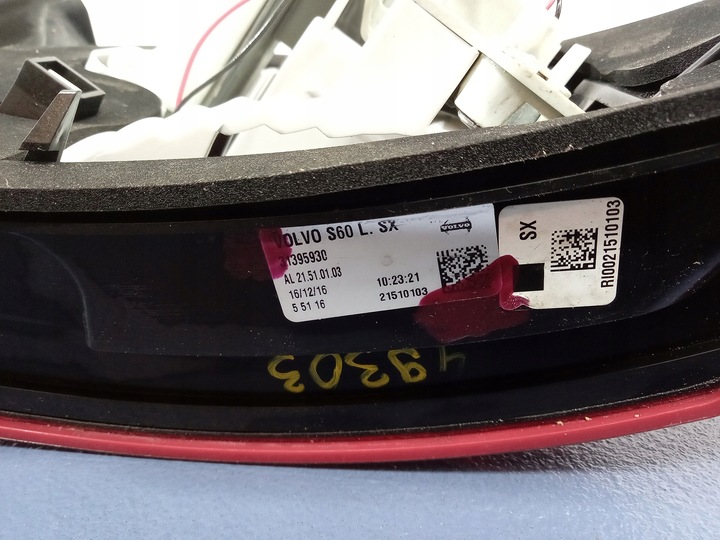 VOLVO S60 L. SX
VOLVO
31395930
AL 21.51.01.03
16/12/16 10:23:21
5 51 16 21510103
SX
RI0021510103
49303